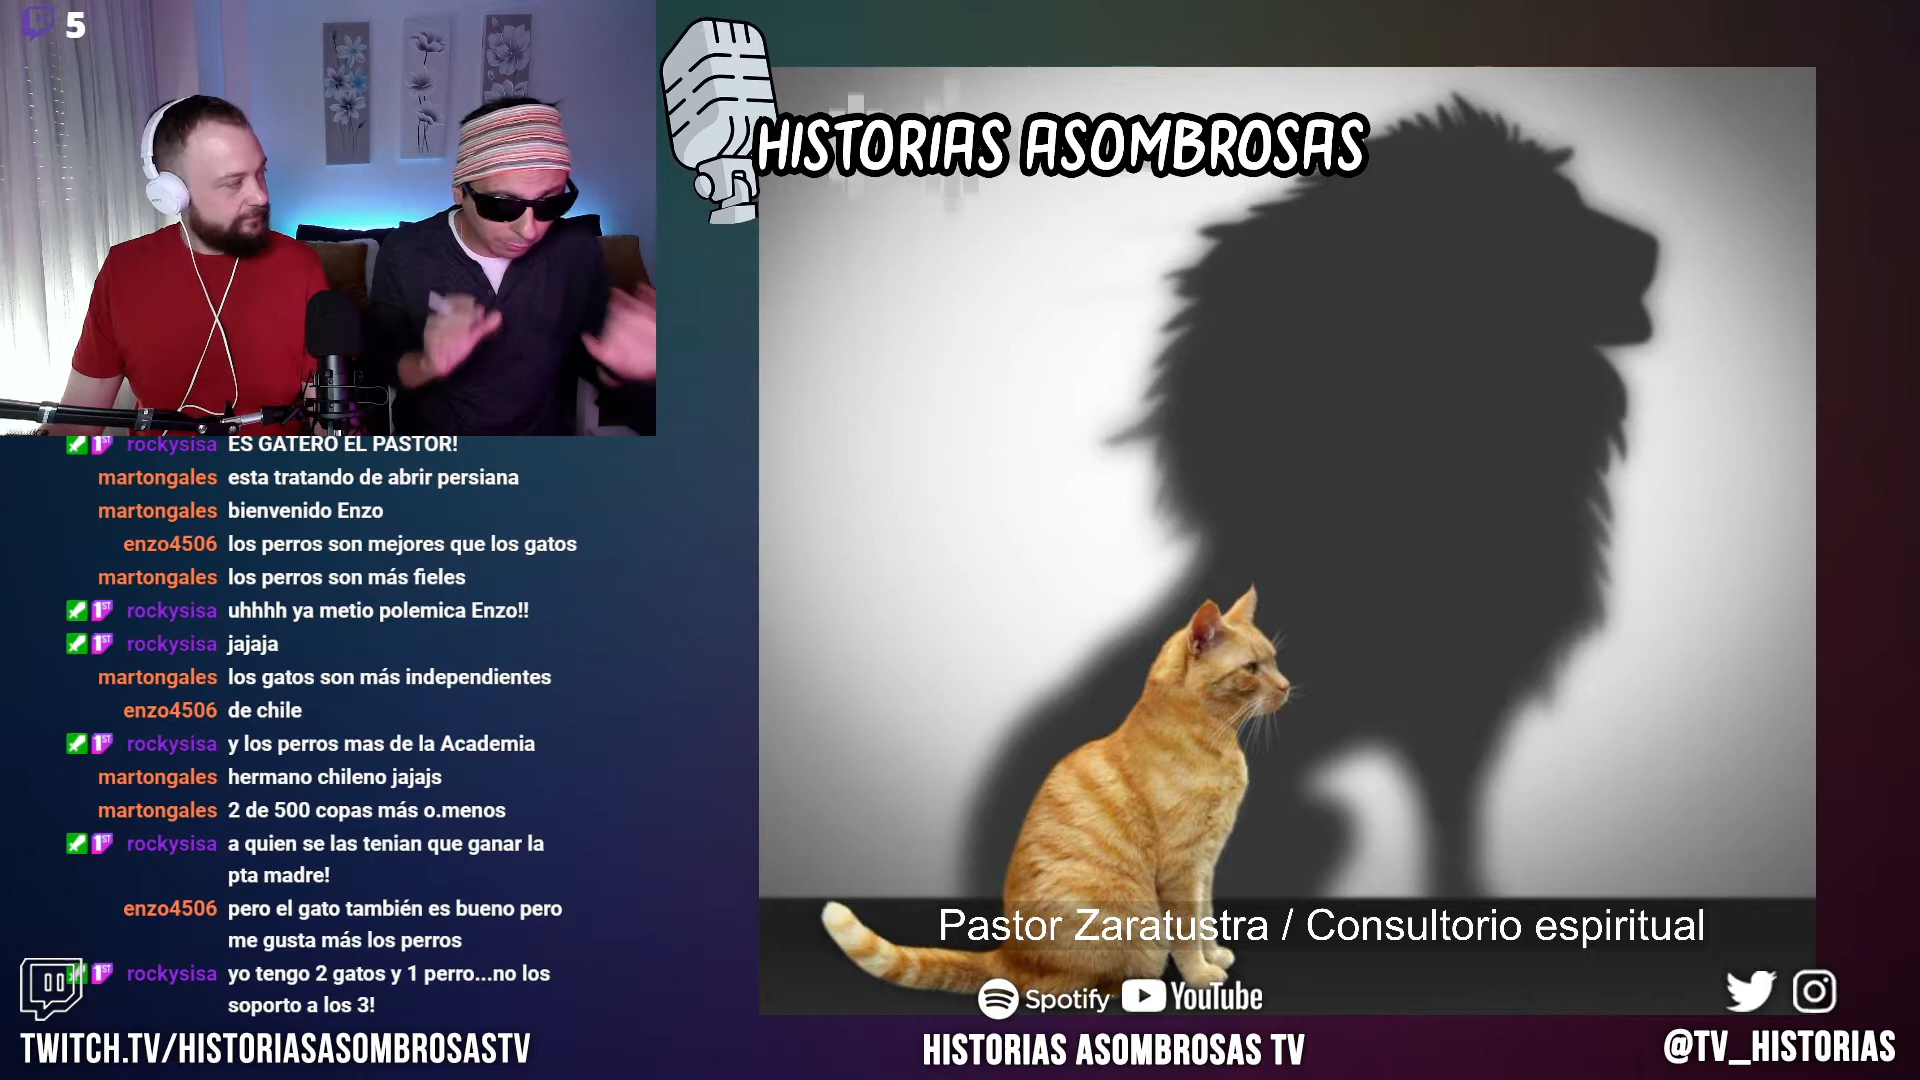 5
HISTORIAS ASOMBROSAS
rockysisa ES GATERO EL PASTOR!
martongales esta tratando de abrir persiana
martongales bienvenido Enzo
enzo4506 los perros son mejores que los gatos
martongales los perros son más fieles
rockysisa uhhhh ya metio polemica Enzo!!
rockysisa jajaja
martongales los gatos son más independientes
enzo4506 de chile
rockysisa y los perros mas de la Academia
martongales hermano chileno jajajs
martongales 2 de 500 copas más o.menos
rockysisa a quien se las tenian que ganar la
pta madre!
enzo4506 pero el gato también es bueno pero
me gusta más los perros
rockysisa yo tengo 2 gatos y 1 perro...no los
soporto a los 3!
TWITCH.TV/HISTORIASASOMBROSASTV
Pastor Zaratustra / Consultorio espiritual
Spotify YouTube
HISTORIAS ASOMBROSAS TV
@TV_HISTORIAS